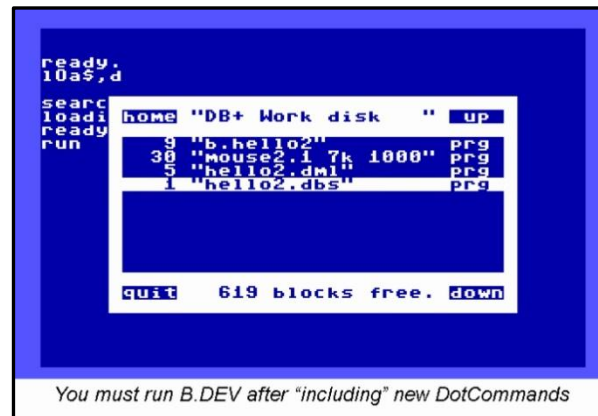 ready.
lOa$,d
searc
loadi
ready
run
home "DB+ Work disk " up
9 "b.hello2" prg
30 "mouse2.1 7k 1000" prg
5 "hello2.dml" prg
1 "hello2.dbs" prg
quit 619 blocks free. down
You must run B.DEV after “including” new DotCommands